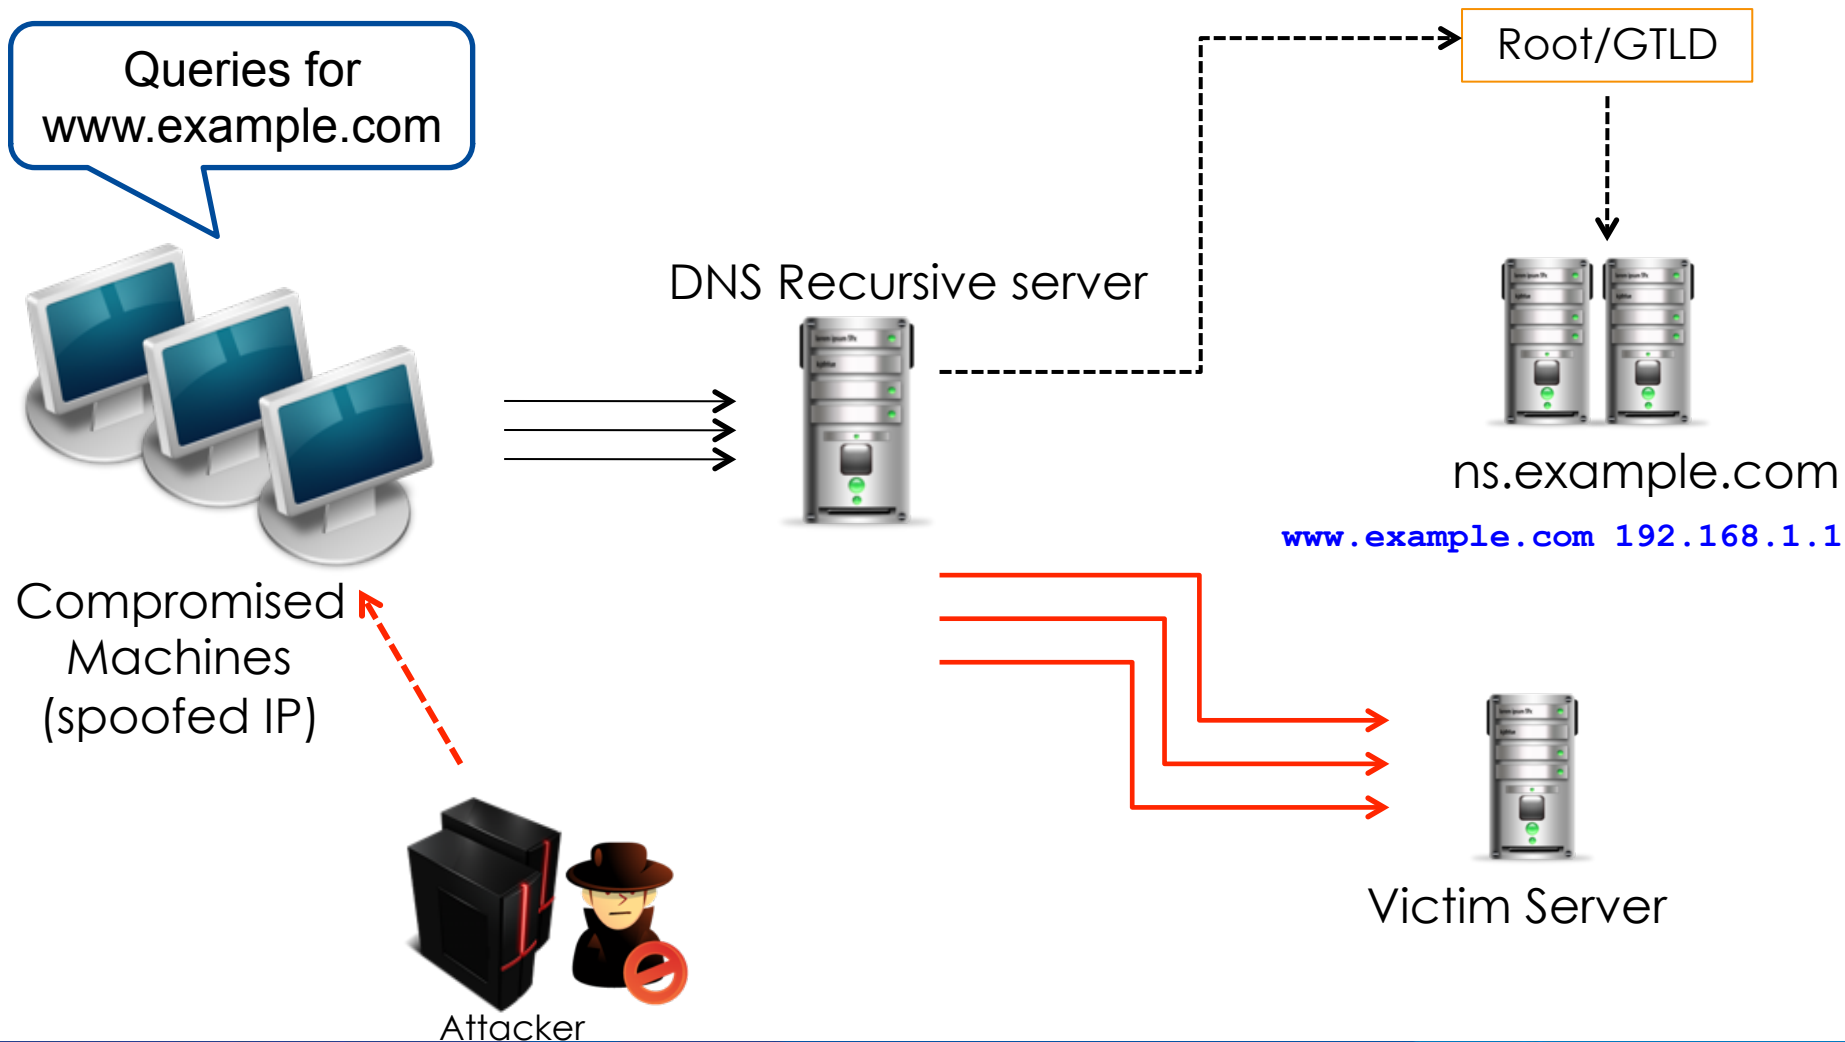 Queries for
www.example.com
Root/GTLD
DNS Recursive server
ns.example.com
www.example.com 192.168.1.1
Compromised
Machines
(spoofed IP)
Victim Server
Attacker